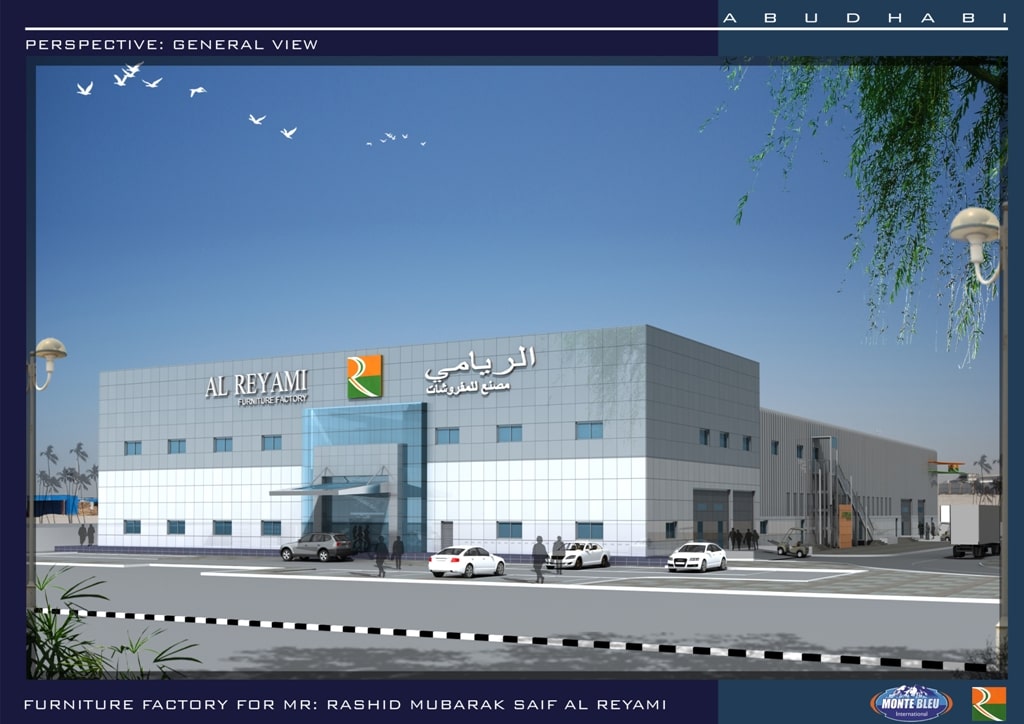 ABUDHABI
PERSPECTIVE: GENERAL VIEW
AL REYAMI
FURNITURE FACTORY
الريامي
مصنع للمفروشات
FURNITURE FACTORY FOR MR: RASHID MUBARAK SAIF AL REYAMI
MONTE BLEU
International